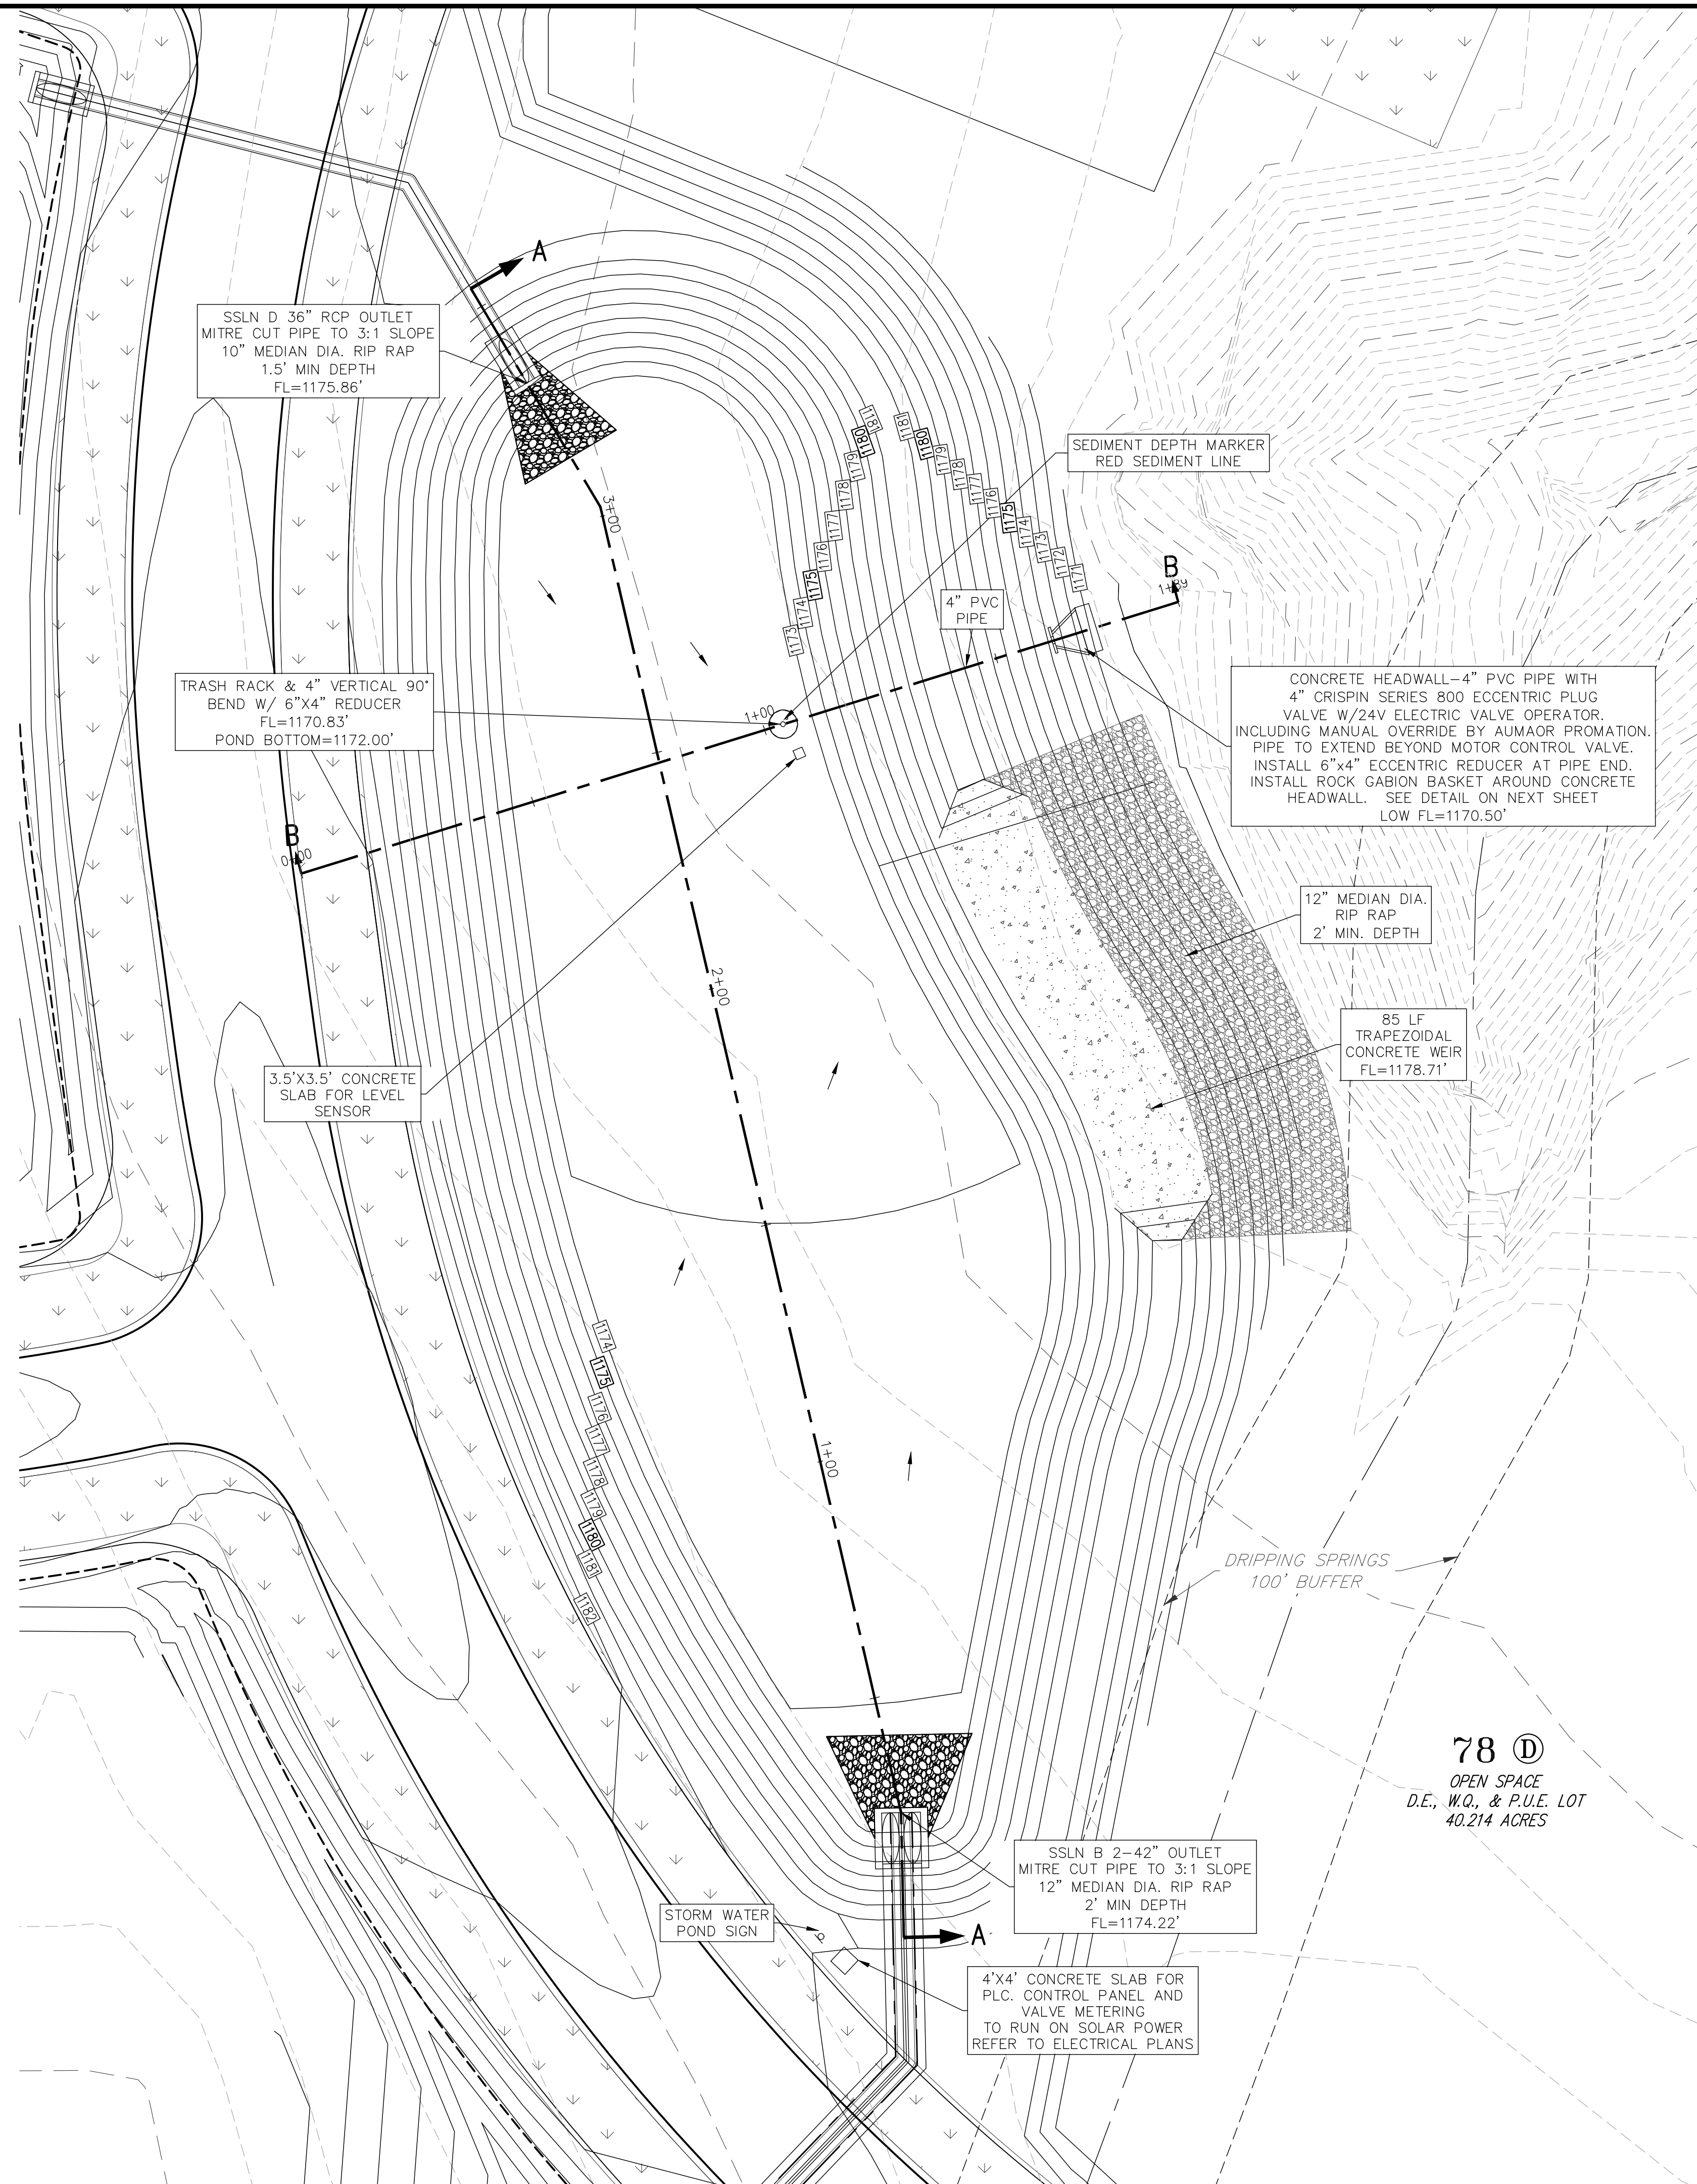 A
SSLN D 36" RCP OUTLET
MITRE CUT PIPE TO 3:1 SLOPE
10" MEDIAN DIA. RIP RAP
1.5' MIN DEPTH
FL=1175.86'
SEDIMENT DEPTH MARKER
RED SEDIMENT LINE
1181
1180
1179
1178
1177
1176
1175
1174
1173
1181
1180
1179
1178
1177
1176
1175
1174
1173
1172
1171
3+00
B
1+89
4" PVC
PIPE
TRASH RACK & 4" VERTICAL 90°
BEND W/ 6"X4" REDUCER
FL=1170.83'
POND BOTTOM=1172.00'
1+00
CONCRETE HEADWALL-4" PVC PIPE WITH
4" CRISPIN SERIES 800 ECCENTRIC PLUG
VALVE W/24V ELECTRIC VALVE OPERATOR.
INCLUDING MANUAL OVERRIDE BY AUMAOR PROMATION.
PIPE TO EXTEND BEYOND MOTOR CONTROL VALVE.
INSTALL 6"x4" ECCENTRIC REDUCER AT PIPE END.
INSTALL ROCK GABION BASKET AROUND CONCRETE
HEADWALL. SEE DETAIL ON NEXT SHEET
LOW FL=1170.50'
B
0+00
12" MEDIAN DIA.
RIP RAP
2' MIN. DEPTH
2+00
85 LF
TRAPEZOIDAL
CONCRETE WEIR
FL=1178.71'
3.5'X3.5' CONCRETE
SLAB FOR LEVEL
SENSOR
1174
1175
1176
1177
1178
1179
1180
1181
1182
1+00
DRIPPING SPRINGS
100' BUFFER
78 D
OPEN SPACE
D.E., W.Q., & P.U.E. LOT
40.214 ACRES
SSLN B 2-42" OUTLET
MITRE CUT PIPE TO 3:1 SLOPE
12" MEDIAN DIA. RIP RAP
2' MIN DEPTH
FL=1174.22'
STORM WATER
POND SIGN
A
4'X4' CONCRETE SLAB FOR
PLC. CONTROL PANEL AND
VALVE METERING
TO RUN ON SOLAR POWER
REFER TO ELECTRICAL PLANS